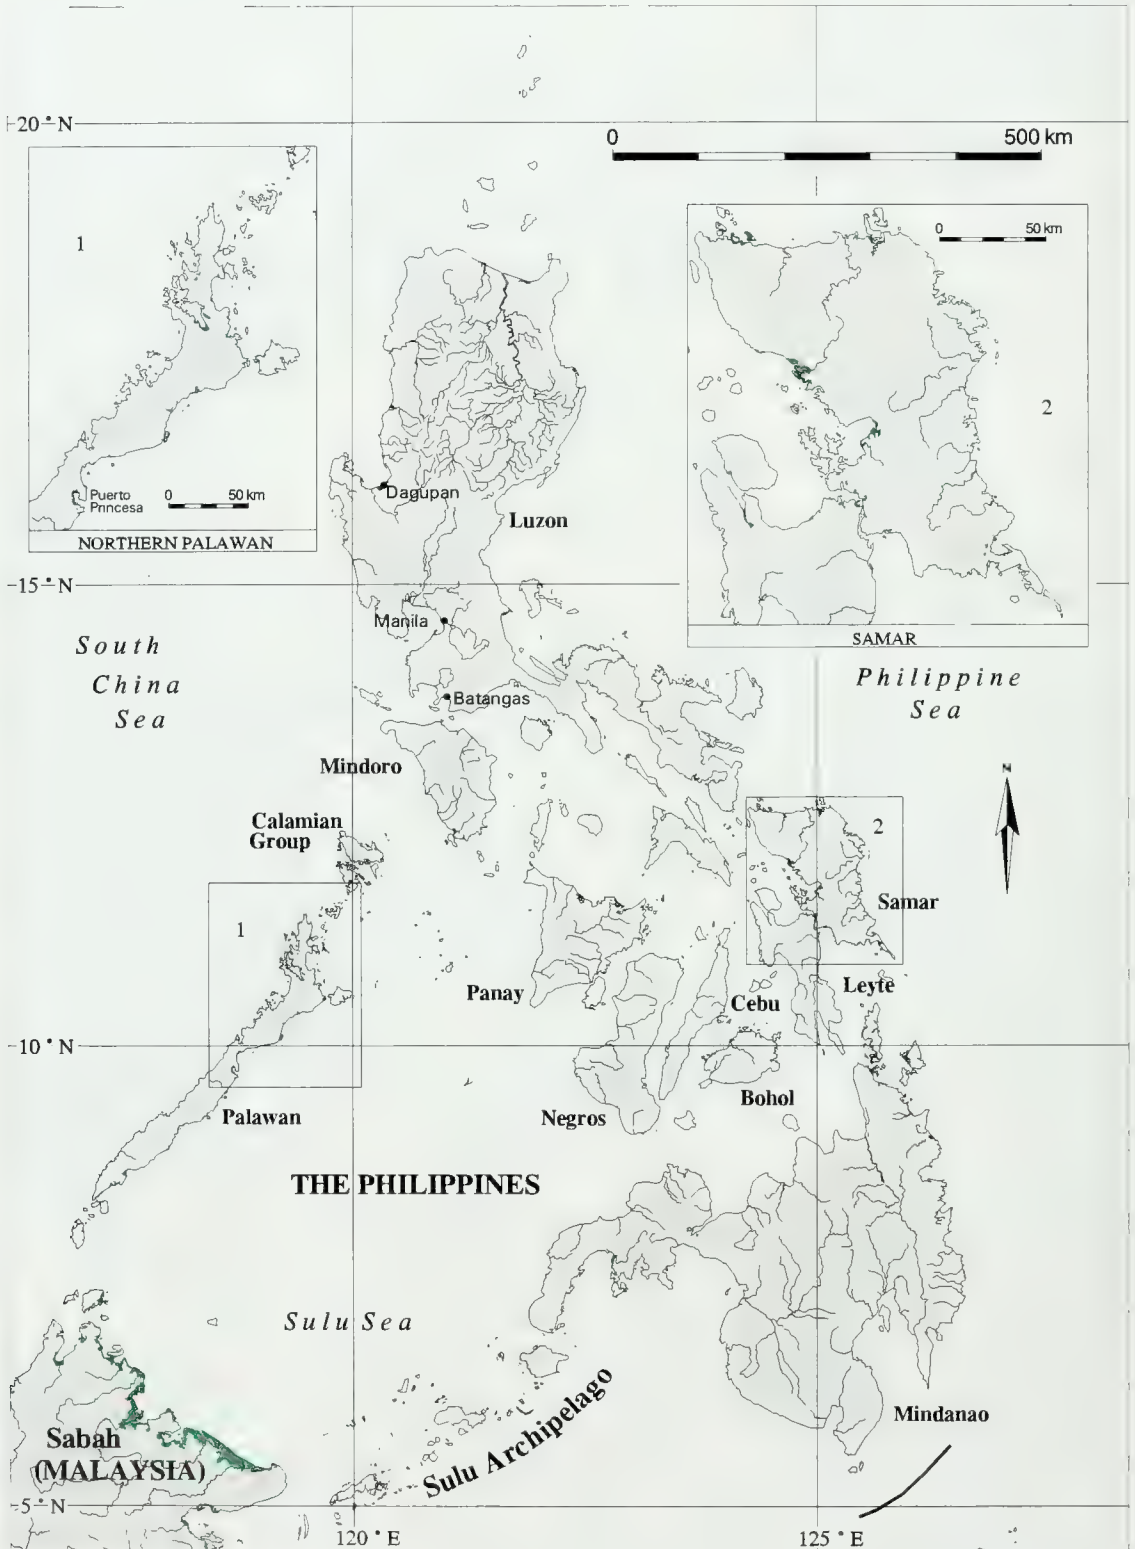 20° N
0 500 km
1
0 50 km
2
Puerto
Princesa
0 50 km
NORTHERN PALAWAN
Dagupan
Luzon
15° N
Manila
SAMAR
South
China
Sea
Philippine
Sea
Batangas
Mindoro
N
Calamian
Group
2
1
Samar
Panay
Cebu
Leyte
10° N
Palawan
Negros
Bohol
THE PHILIPPINES
Sulu Sea
Sulu Archipelago
Mindanao
Sabah
(MALAYSIA)
5° N
120° E
125° E